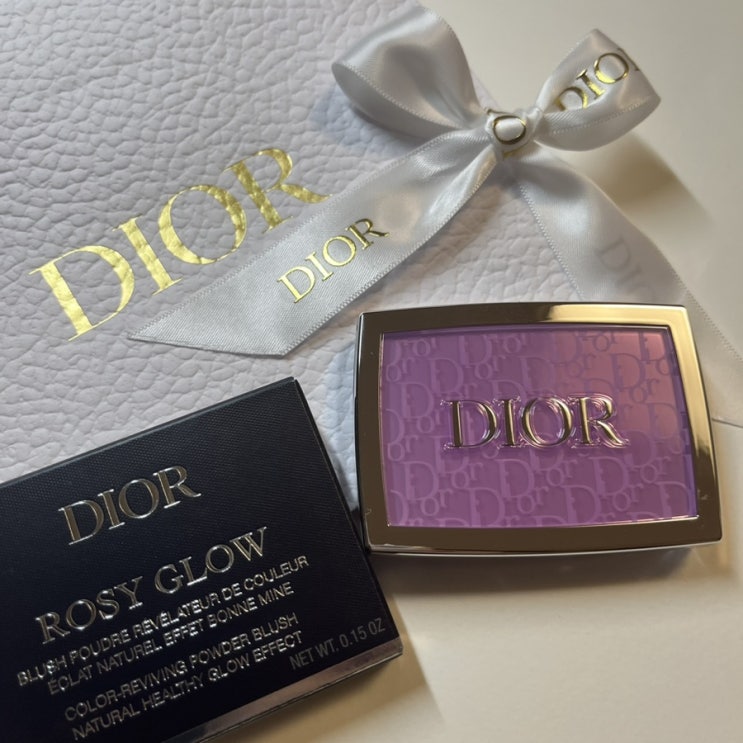 DIOR
DIOR
DIOR
DIOR
DIOR
DIOR
ROSY GLOW
BLUSH POUDRE RÉVÉLATEUR DE COULEUR
ÉCLAT NATUREL EFFET BONNE MINE
COLOR-REVIVING POWDER BLUSH
NATURAL HEALTHY GLOW EFFECT
NET WT. 0.15 OZ